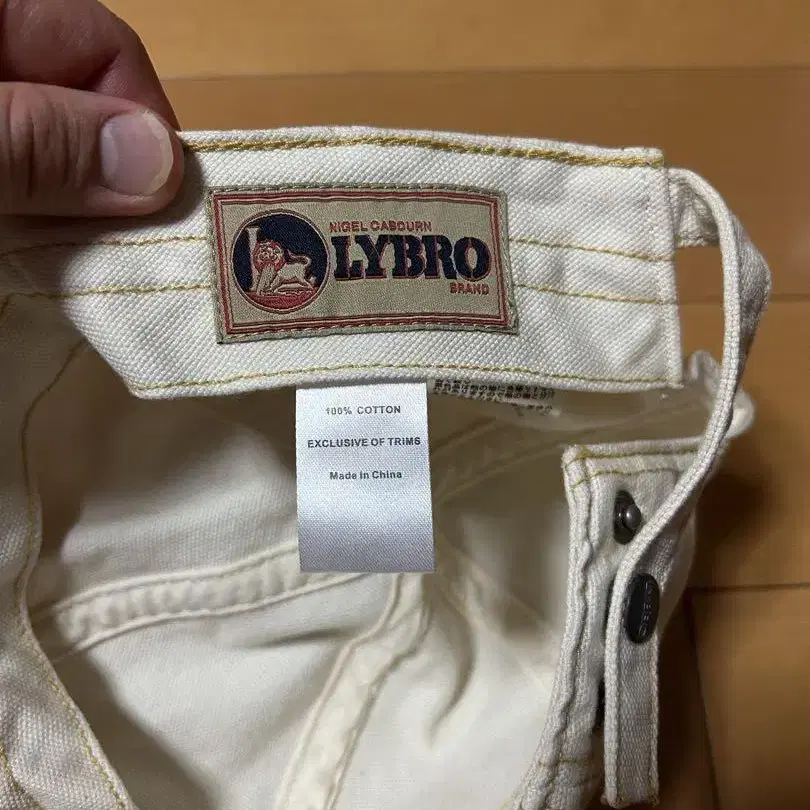 NIGEL CABOURN
LYBRO
BRAND
100% COTTON
EXCLUSIVE OF TRIMS
Made in China